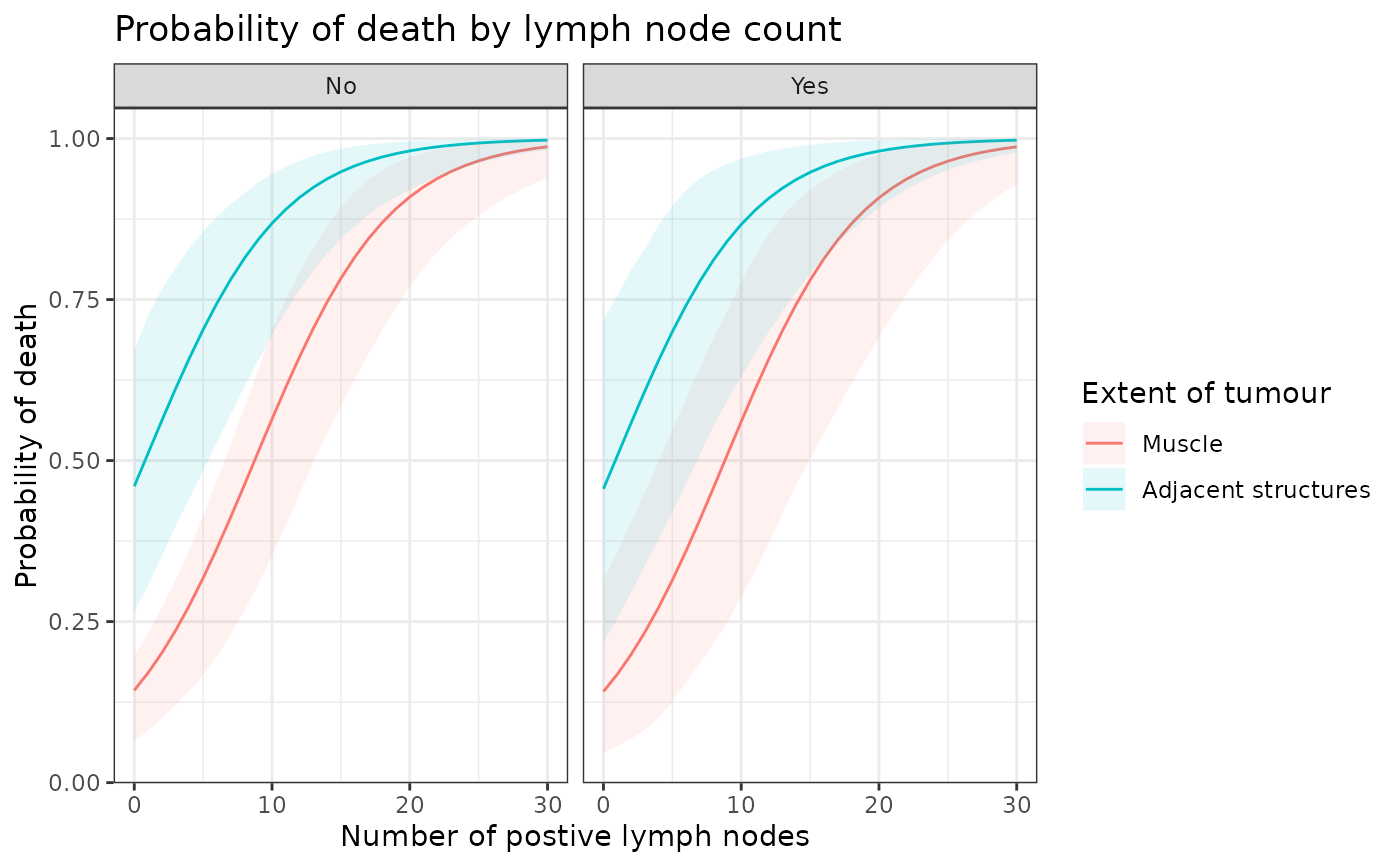 Probability of death by lymph node count
No
Yes
Probability of death
1.00
0.75
0.50
0.25
0.00
0 10 20 30
0 10 20 30
Number of postive lymph nodes
Extent of tumour
Muscle
Adjacent structures